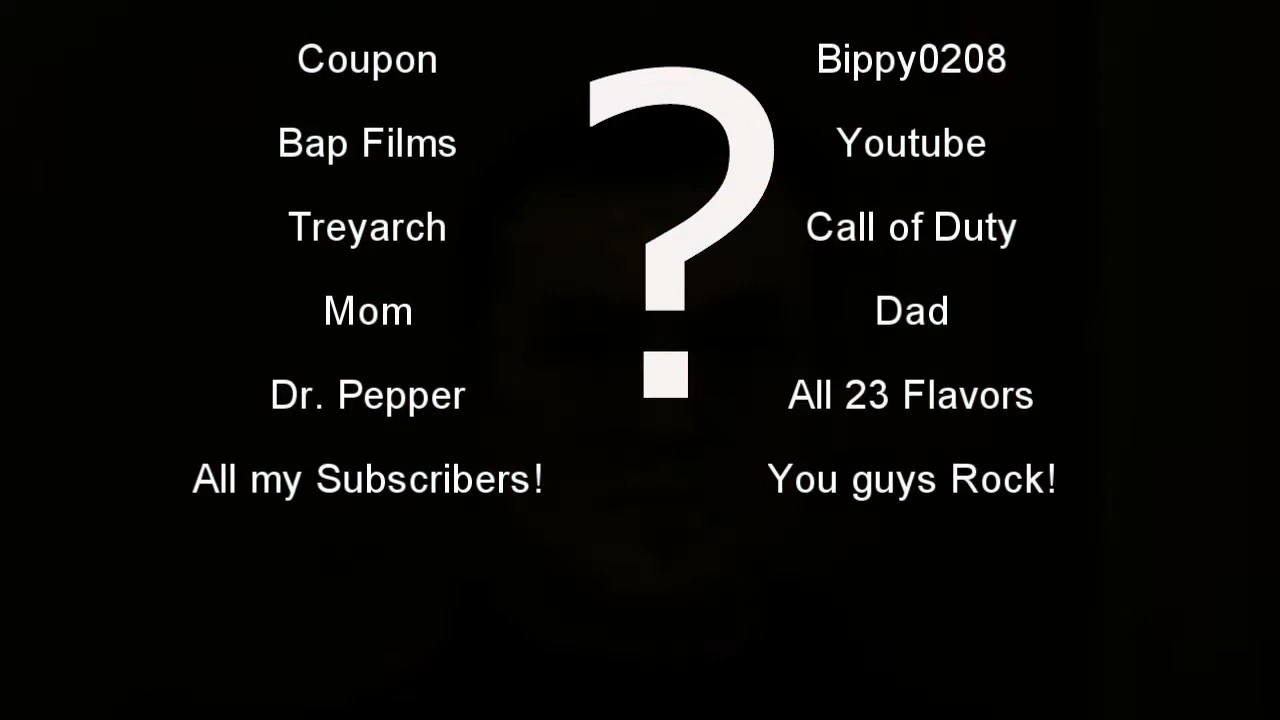 Coupon Bippy0208
?
Bap Films Youtube
Treyarch Call of Duty
Mom Dad
Dr. Pepper All 23 Flavors
All my Subscribers! You guys Rock!